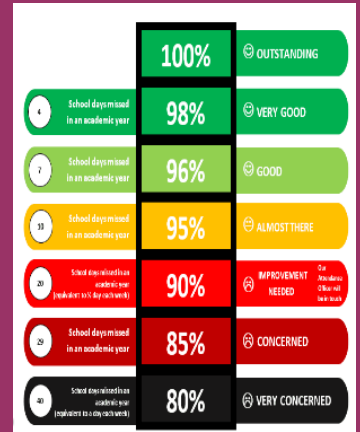 100%
OUTSTANDING
4
School days missed
in an academic year
98%
VERY GOOD
7
School days missed
in an academic year
96%
GOOD
10
School days missed
in an academic year
95%
ALMOST THERE
20
School days missed in an
academic year
(equivalent to ½ day each week)
90%
IMPROVEMENT
NEEDED
Our
Attendance
Officer will
be in touch
29
School days missed
in an academic year
85%
CONCERNED
40
School days missed in an
academic year
(equivalent to a day each week)
80%
VERY CONCERNED